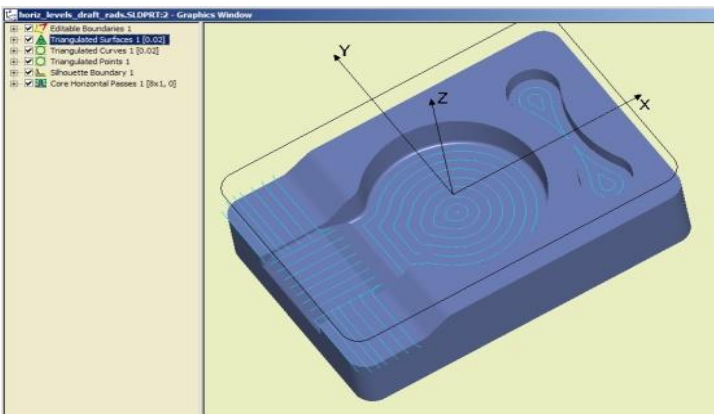 horiz_levels_draft_rads.SLDPRT:2 - Graphics Window
Editable Boundaries 1
Triangulated Surfaces 1 [0.02]
Triangulated Curves 1 [0.02]
Triangulated Points 1
Silhouette Boundary 1
Core Horizontal Passes 1 [8x1, 0]
Y
Z
X